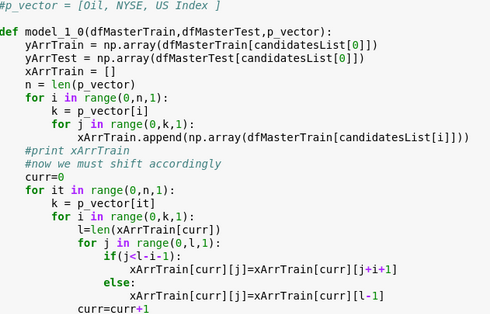 #p_vector = [Oil, NYSE, US Index ]
def model_1_0(dfMasterTrain,dfMasterTest,p_vector):
    yArrTrain = np.array(dfMasterTrain[candidatesList[0]])
    yArrTest = np.array(dfMasterTest[candidatesList[0]])
    xArrTrain = []
    n = len(p_vector)
    for i in range(0,n,1):
        k = p_vector[i]
        for j in range(0,k,1):
            xArrTrain.append(np.array(dfMasterTrain[candidatesList[i]]))
    #print xArrTrain
    #now we must shift accordingly
    curr=0
    for it in range(0,n,1):
        k = p_vector[it]
        for i in range(0,k,1):
            l=len(xArrTrain[curr])
            for j in range(0,l,1):
                if(j<l-i-1):
                    xArrTrain[curr][j]=xArrTrain[curr][j+i+1]
                else:
                    xArrTrain[curr][j]=xArrTrain[curr][l-1]
            curr=curr+1